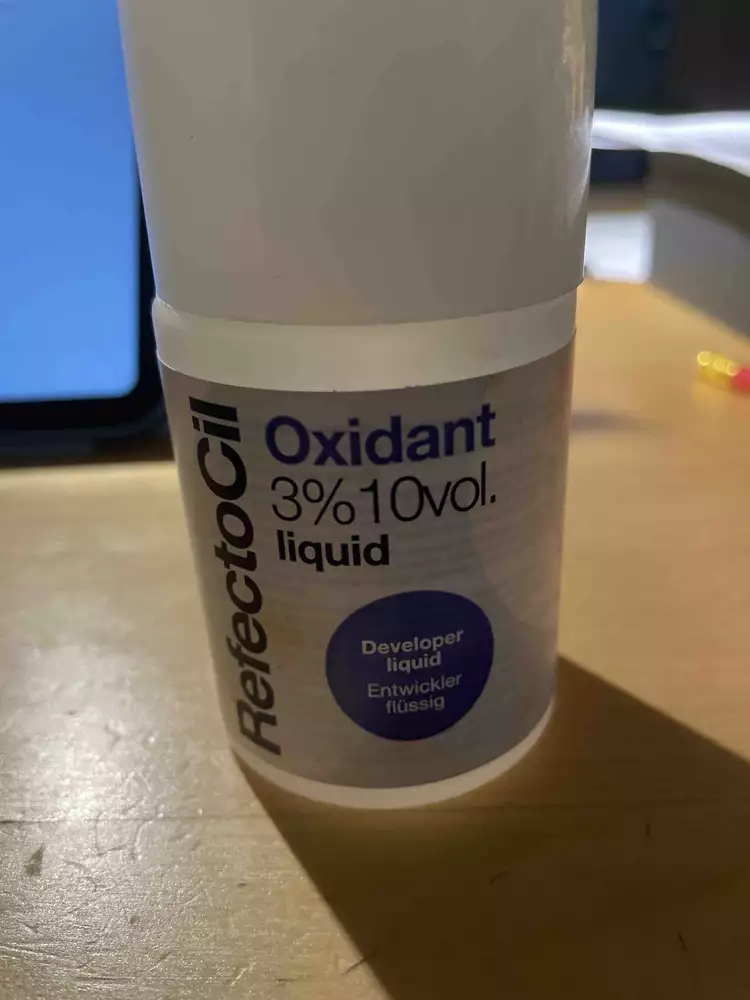 RefectoCil
Oxidant
3% 10vol.
liquid
Developer
liquid
Entwickler
flüssig